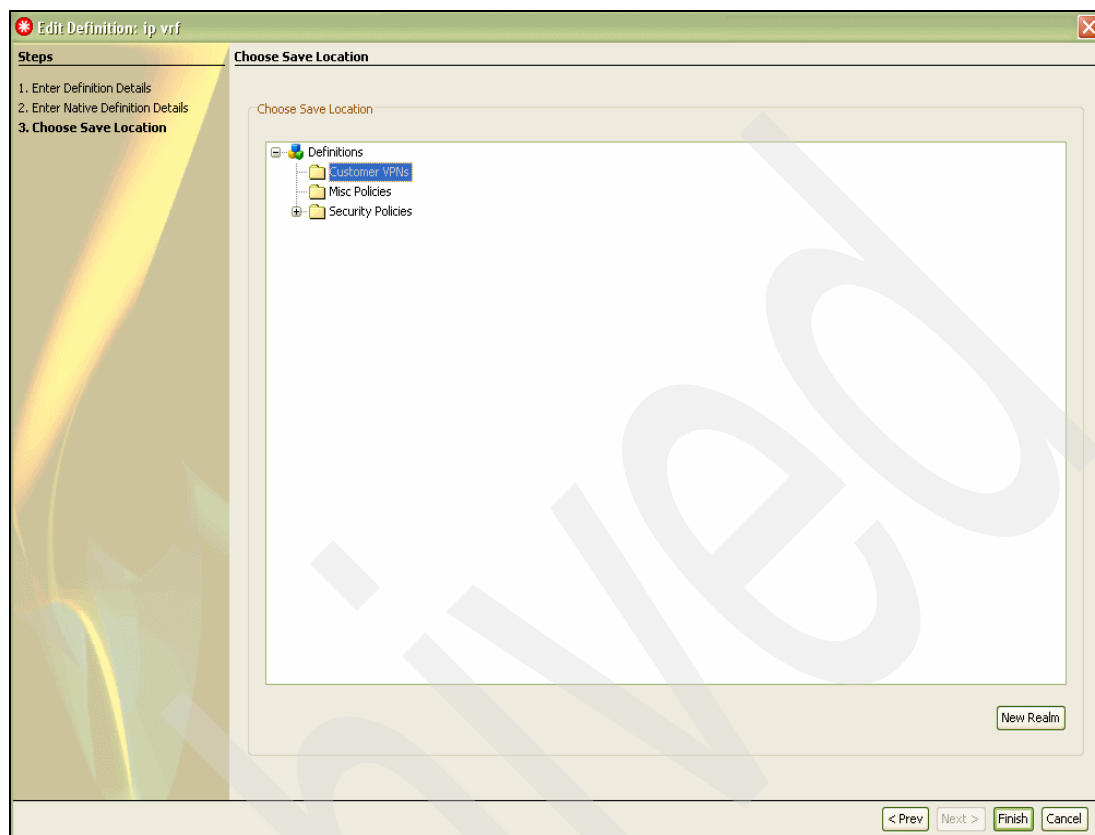 Edit Definition: ip vrf
Steps
1. Enter Definition Details
2. Enter Native Definition Details
3. Choose Save Location
Choose Save Location
Choose Save Location
Definitions
Customer VPNs
Misc Policies
Security Policies
New Realm
< Prev Next > Finish Cancel
hived